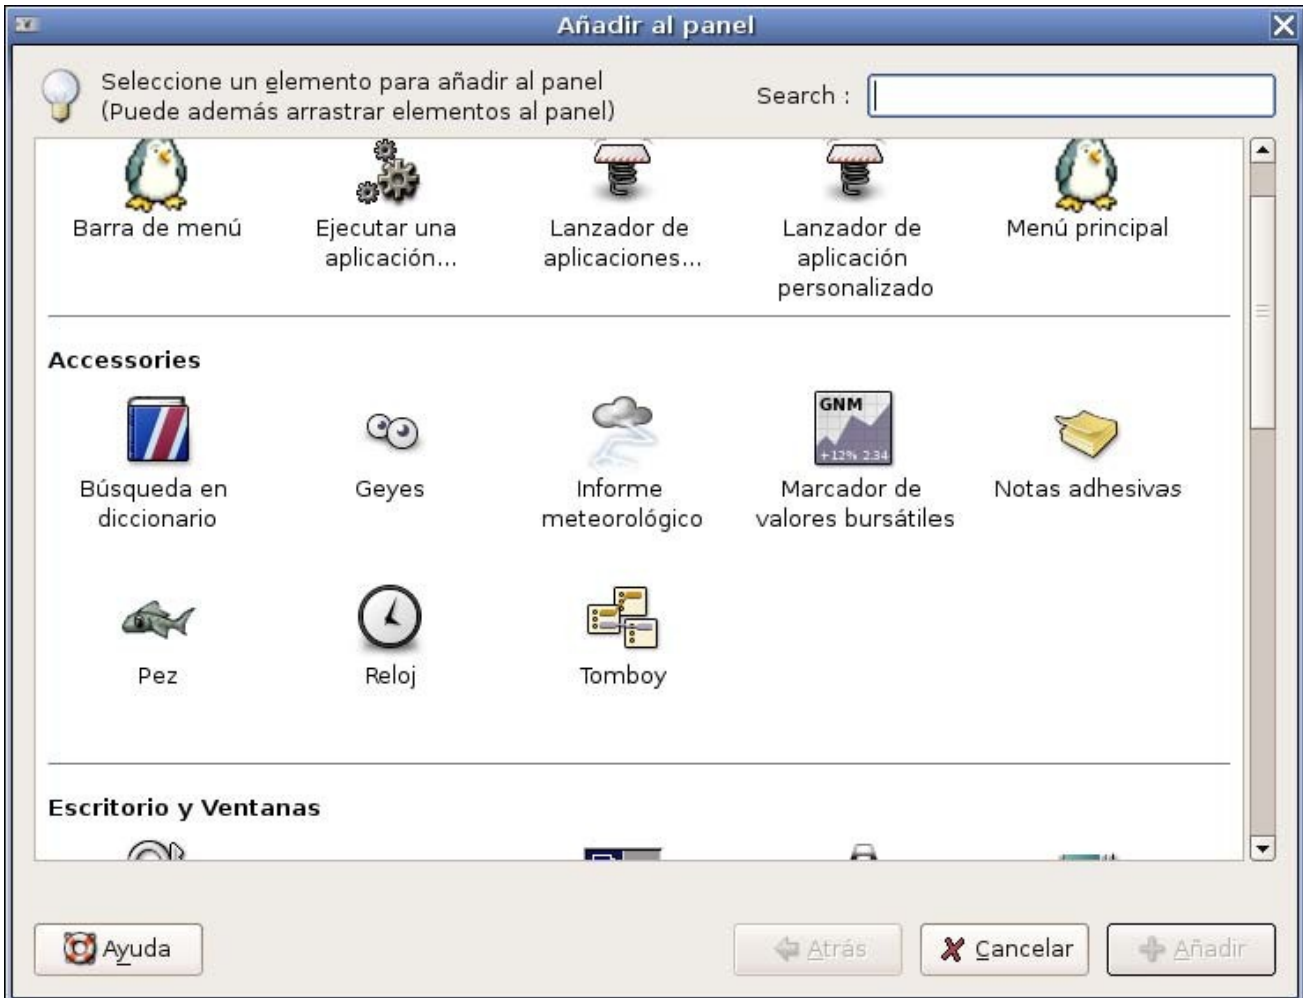 Añadir al panel
Seleccione un elemento para añadir al panel
(Puede además arrastrar elementos al panel)
Search :
Barra de menú
Ejecutar una
aplicación...
Lanzador de
aplicaciones...
Lanzador de
aplicación
personalizado
Menú principal
Accessories
Búsqueda en
diccionario
Geyes
Informe
meteorológico
GNM
+12% 2.34
Marcador de
valores bursátiles
Notas adhesivas
Pez
Reloj
Tomboy
Escritorio y Ventanas
Ayuda
Atrás
Cancelar
Añadir